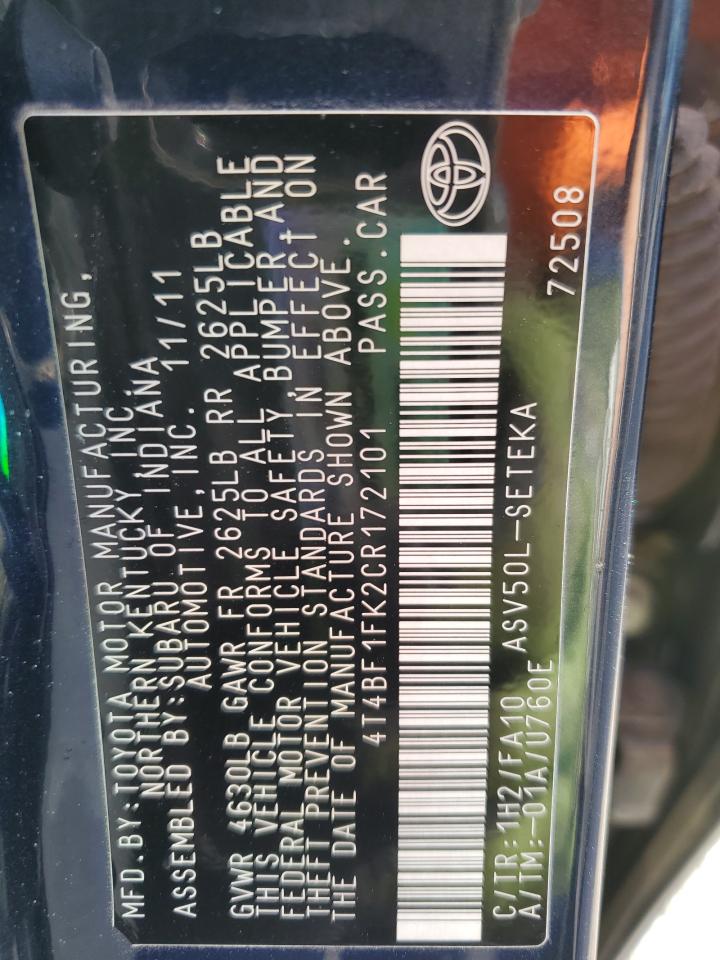 MFD.BY:TOYOTA MOTOR MANUFACTURING,
NORTHERN KENTUCKY INC
ASSEMBLED BY:SUBARU OF INDIANA
AUTOMOTIVE,INC. 11/11
GVWR 4630LB GAWR FR 2625LB RR 2625LB
THIS VEHICLE CONFORMS TO ALL APPLICABLE
FEDERAL MOTOR VEHICLE SAFETY,BUMPER,AND
THEFT PREVENTION STANDARDS IN EFFECT ON
THE DATE OF MANUFACTURE SHOWN ABOVE.
4T4BF1FK2CR172101 PASS.CAR
C/TR:1H2/FA10 ASV50L-SETEKA
A/TM:-01A/U760E 72508